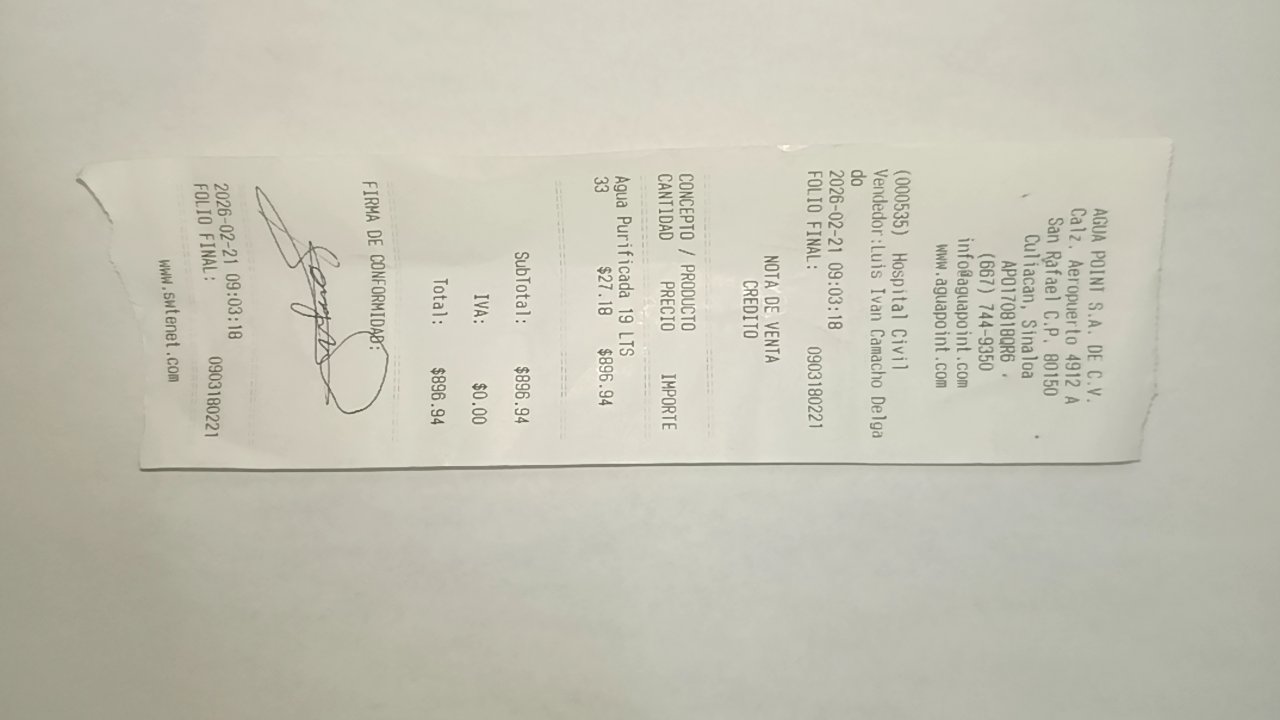 AGUA POINT S.A. DE C.V.
Calz. Aeropuerto 4912 A
San Rafael C.P. 80150
Culiacan, Sinaloa
APO170818QR6
(667) 744-9350
info@aguapoint.com
www.aguapoint.com
(000535) Hospital Civil
Vendedor:Luis Ivan Camacho Delga
do
2026-02-21 09:03:18
FOLIO FINAL: 0903180221
NOTA DE VENTA
CREDITO
CONCEPTO / PRODUCTO
CANTIDAD PRECIO IMPORTE
Agua Purificada 19 LTS
33 $27.18 $896.94
SubTotal: $896.94
IVA: $0.00
Total: $896.94
FIRMA DE CONFORMIDAD:
2026-02-21 09:03:18
FOLIO FINAL: 0903180221
www.swtenet.com